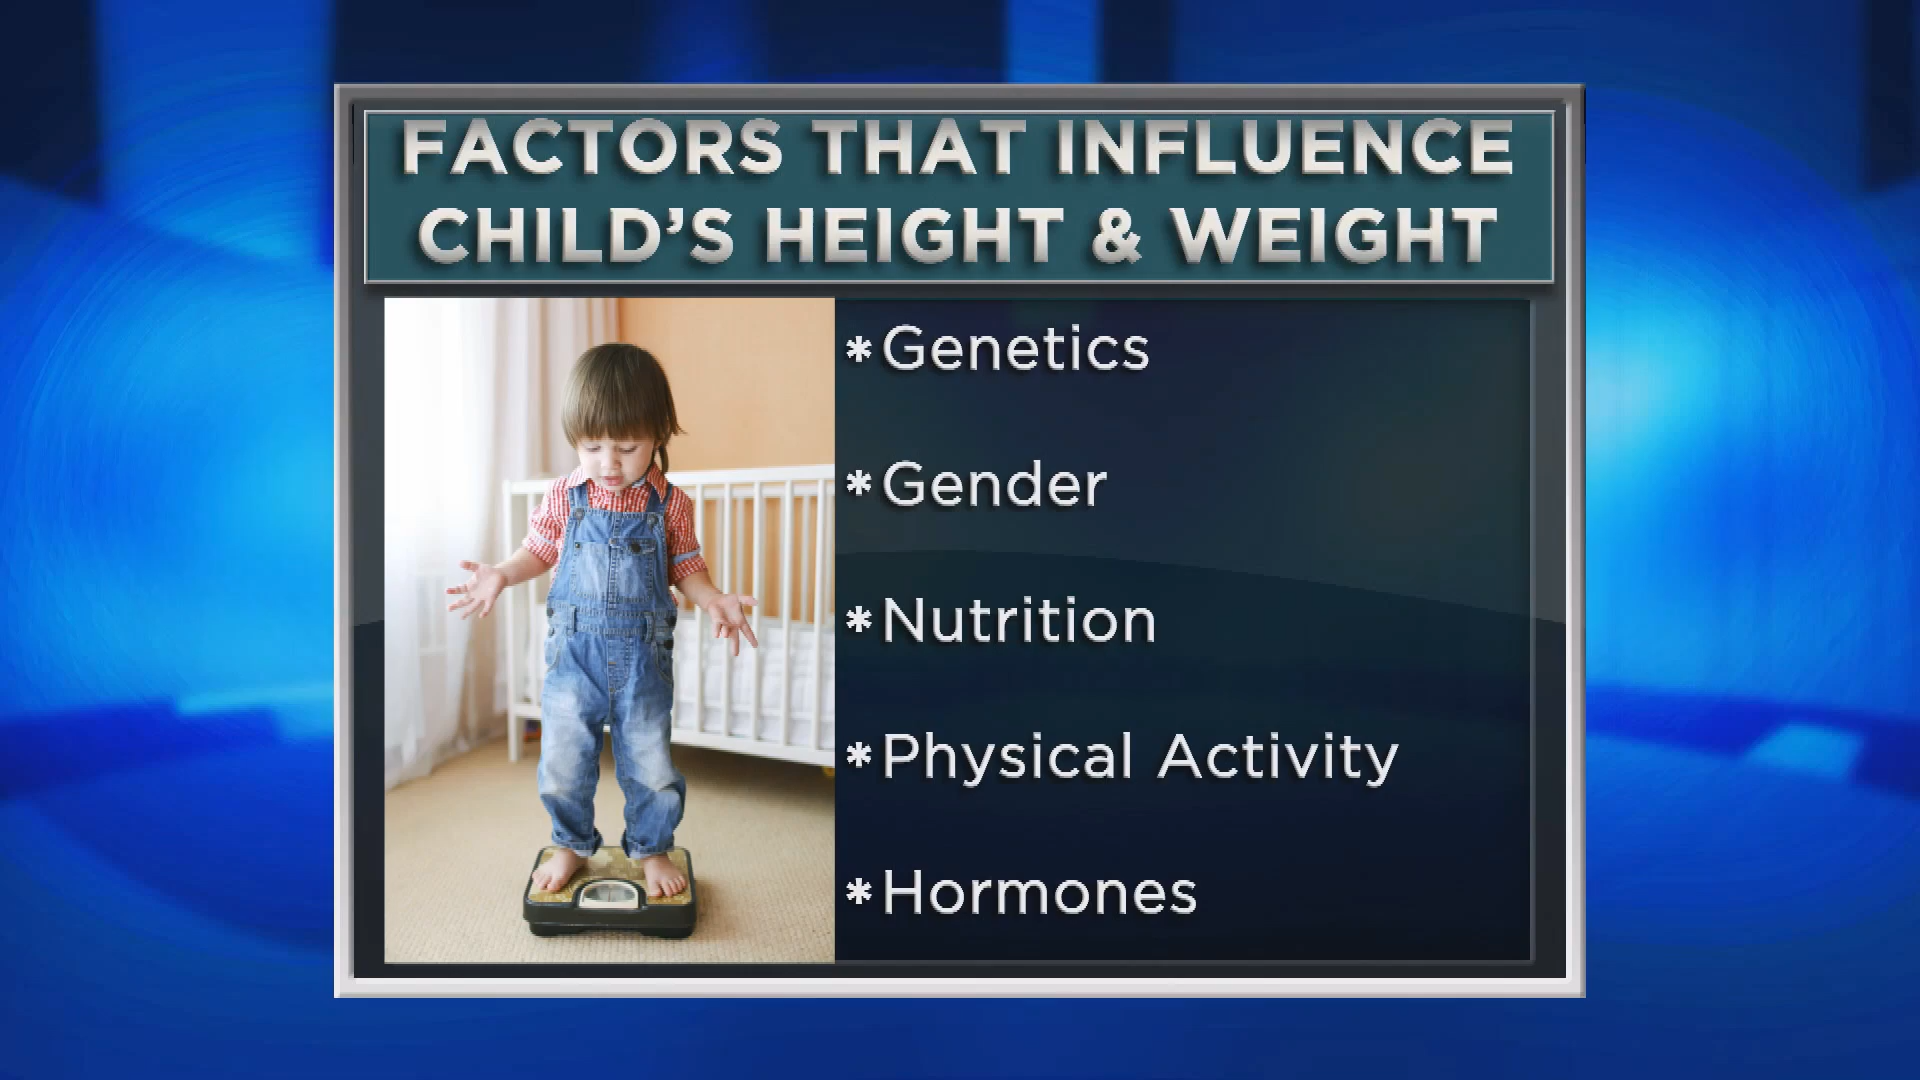 FACTORS THAT INFLUENCE
CHILD'S HEIGHT & WEIGHT
*Genetics
*Gender
*Nutrition
*Physical Activity
*Hormones